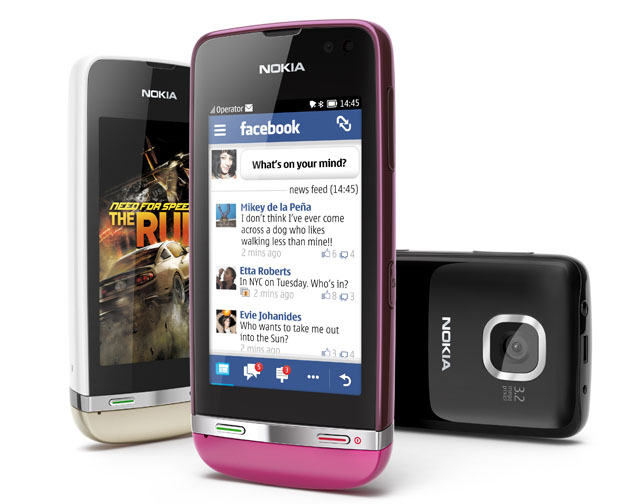 NOKIA
NEED FOR SPEED
THE RU
NOKIA
Operator
14:45
facebook
What's on your mind?
news feed (14:45)
Mikey de la Peña
I don't think I've ever come
across a dog who likes
walking less than mine!!
2 mins ago 6 4
Etta Roberts
In NYC on Tuesday. Who's in?
2 mins ago 8 3
Evie Johanides
Who wants to take me out
into the Sun?
2 mins ago 3 4
5
3
NOKIA
3.2